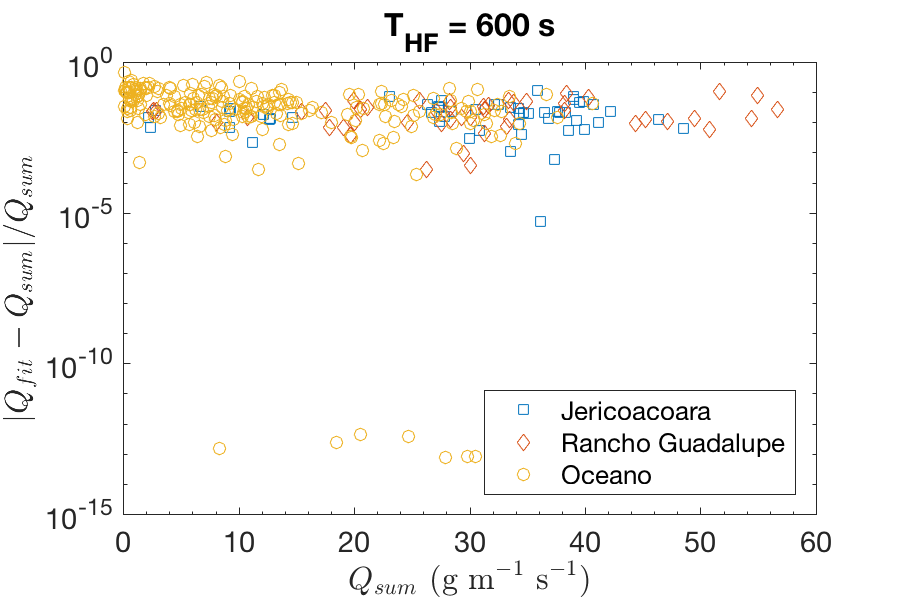 T_HF = 600 s
|Q_fit − Q_sum|/Q_sum
10^0
10^-5
10^-10
10^-15
0 10 20 30 40 50 60
Q_sum (g m^−1 s^−1)
Jericoacoara
Rancho Guadalupe
Oceano